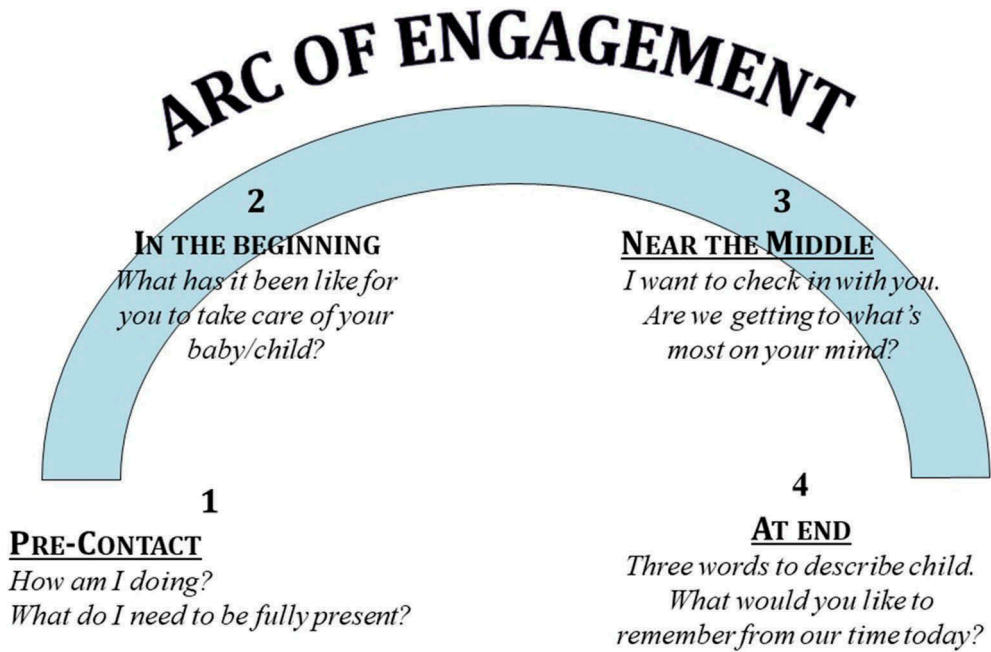 ARC OF ENGAGEMENT
2
IN THE BEGINNING
What has it been like for
you to take care of your
baby/child?
3
NEAR THE MIDDLE
I want to check in with you.
Are we getting to what's
most on your mind?
1
PRE-CONTACT
How am I doing?
What do I need to be fully present?
4
AT END
Three words to describe child.
What would you like to
remember from our time today?